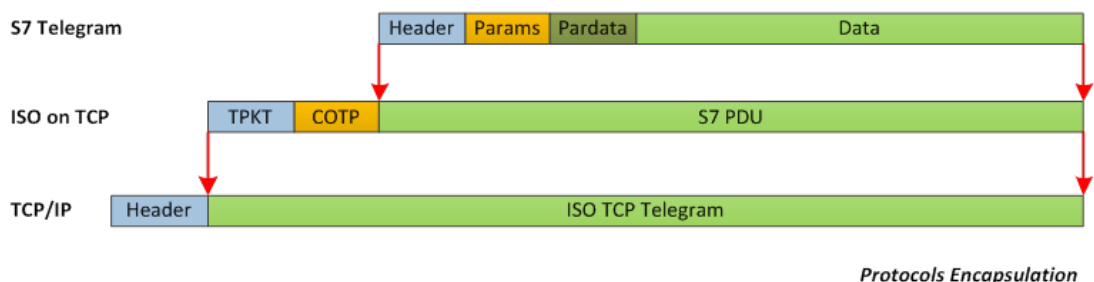 S7 Telegram Header Params Pardata Data
ISO on TCP TPKT COTP S7 PDU
TCP/IP Header ISO TCP Telegram
Protocols Encapsulation